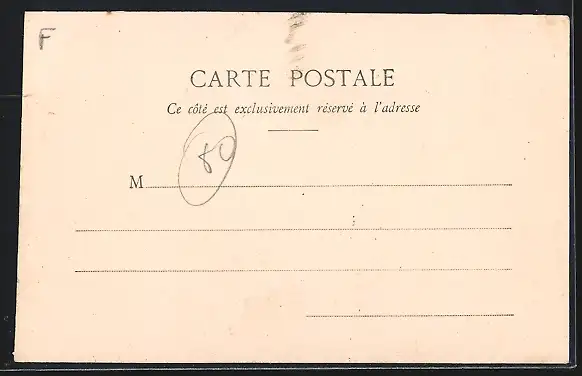 F
CARTE POSTALE
Ce côté est exclusivement réservé à l'adresse
80
M